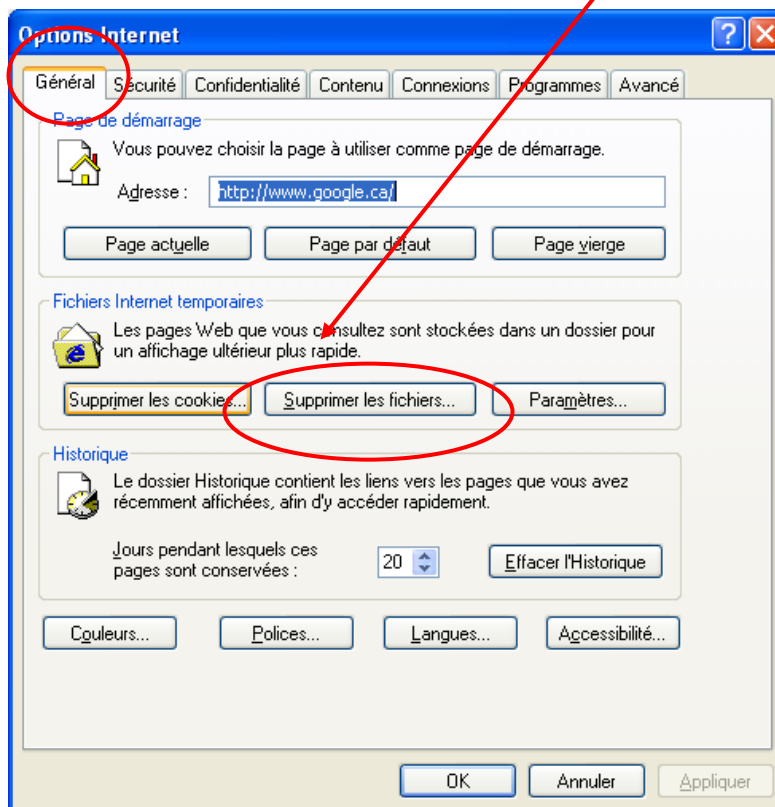 Options Internet
Général Sécurité Confidentialité Contenu Connexions Programmes Avancé
Page de démarrage
Vous pouvez choisir la page à utiliser comme page de démarrage.
Adresse : http://www.google.ca/
Page actuelle Page par défaut Page vierge
Fichiers Internet temporaires
Les pages Web que vous consultez sont stockées dans un dossier pour
un affichage ultérieur plus rapide.
Supprimer les cookies... Supprimer les fichiers... Paramètres...
Historique
Le dossier Historique contient les liens vers les pages que vous avez
récemment affichées, afin d'y accéder rapidement.
Jours pendant lesquels ces
pages sont conservées : 20 Effacer l'Historique
Couleurs... Polices... Langues... Accessibilité...
OK Annuler Appliquer